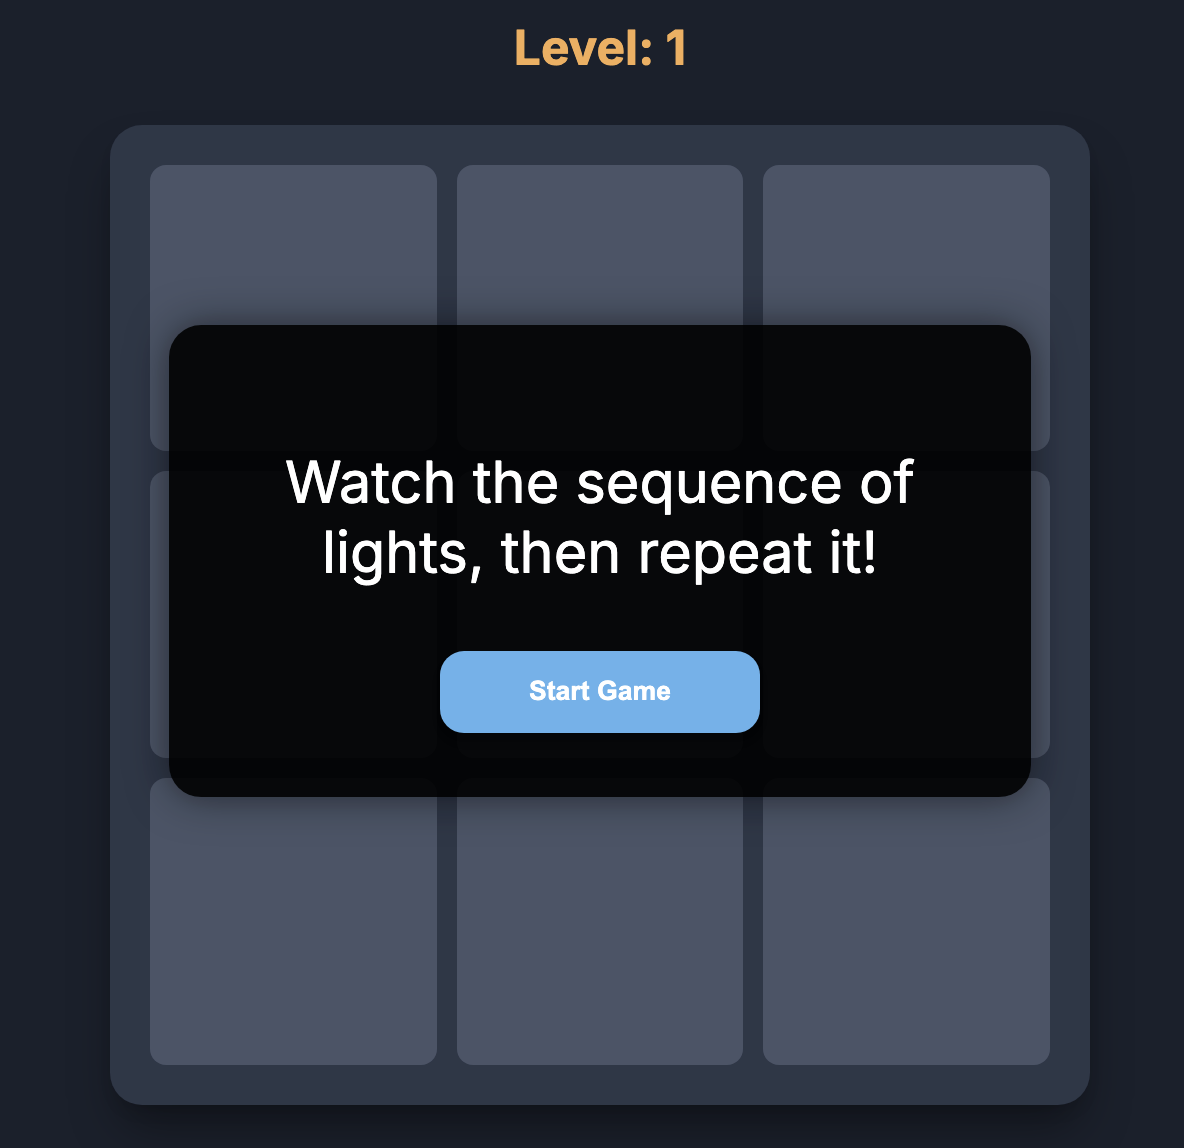 Level: 1
Watch the sequence of
lights, then repeat it!
Start Game